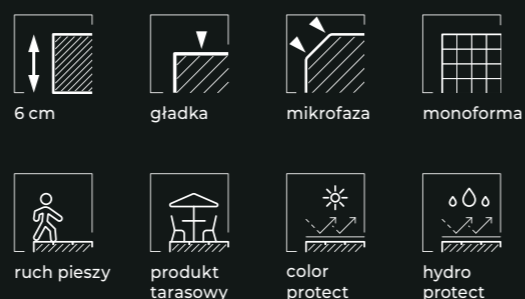 6 cm
gładka
mikrofaza
monoforma
ruch pieszy
produkt
tarasowy
color
protect
hydro
protect